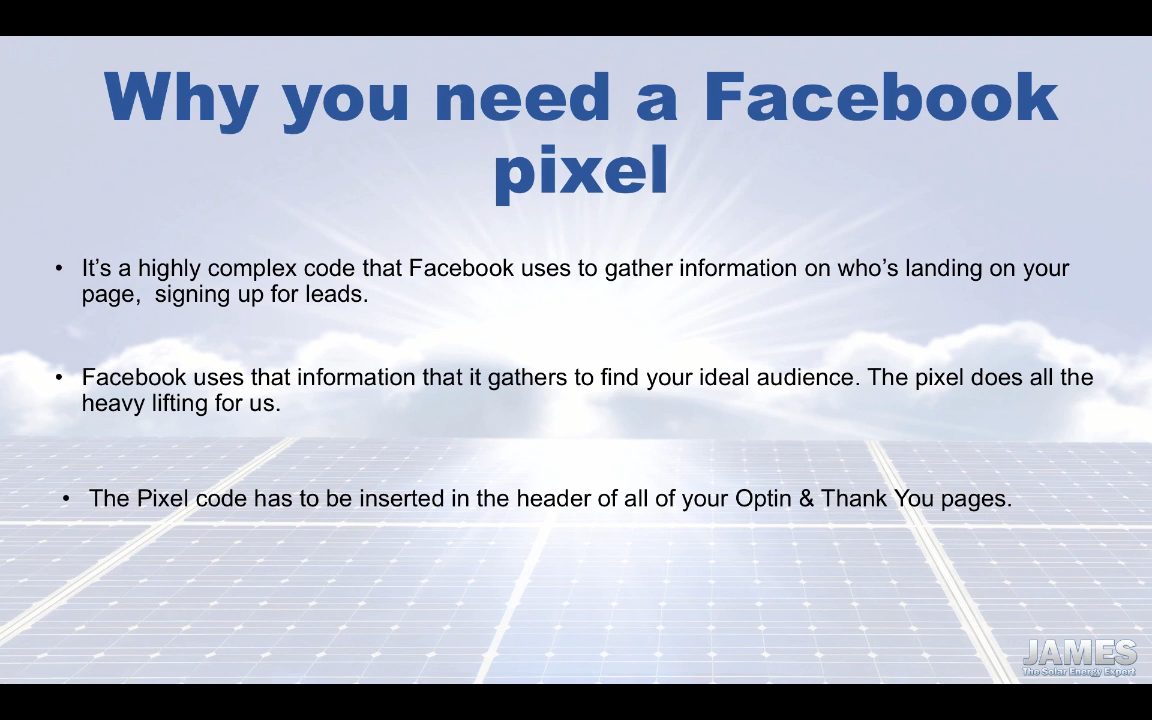 Why you need a Facebook
pixel
• It’s a highly complex code that Facebook uses to gather information on who’s landing on your
page,  signing up for leads.
• Facebook uses that information that it gathers to find your ideal audience. The pixel does all the
heavy lifting for us.
• The Pixel code has to be inserted in the header of all of your Optin & Thank You pages.
JAMES
The Solar Energy Expert